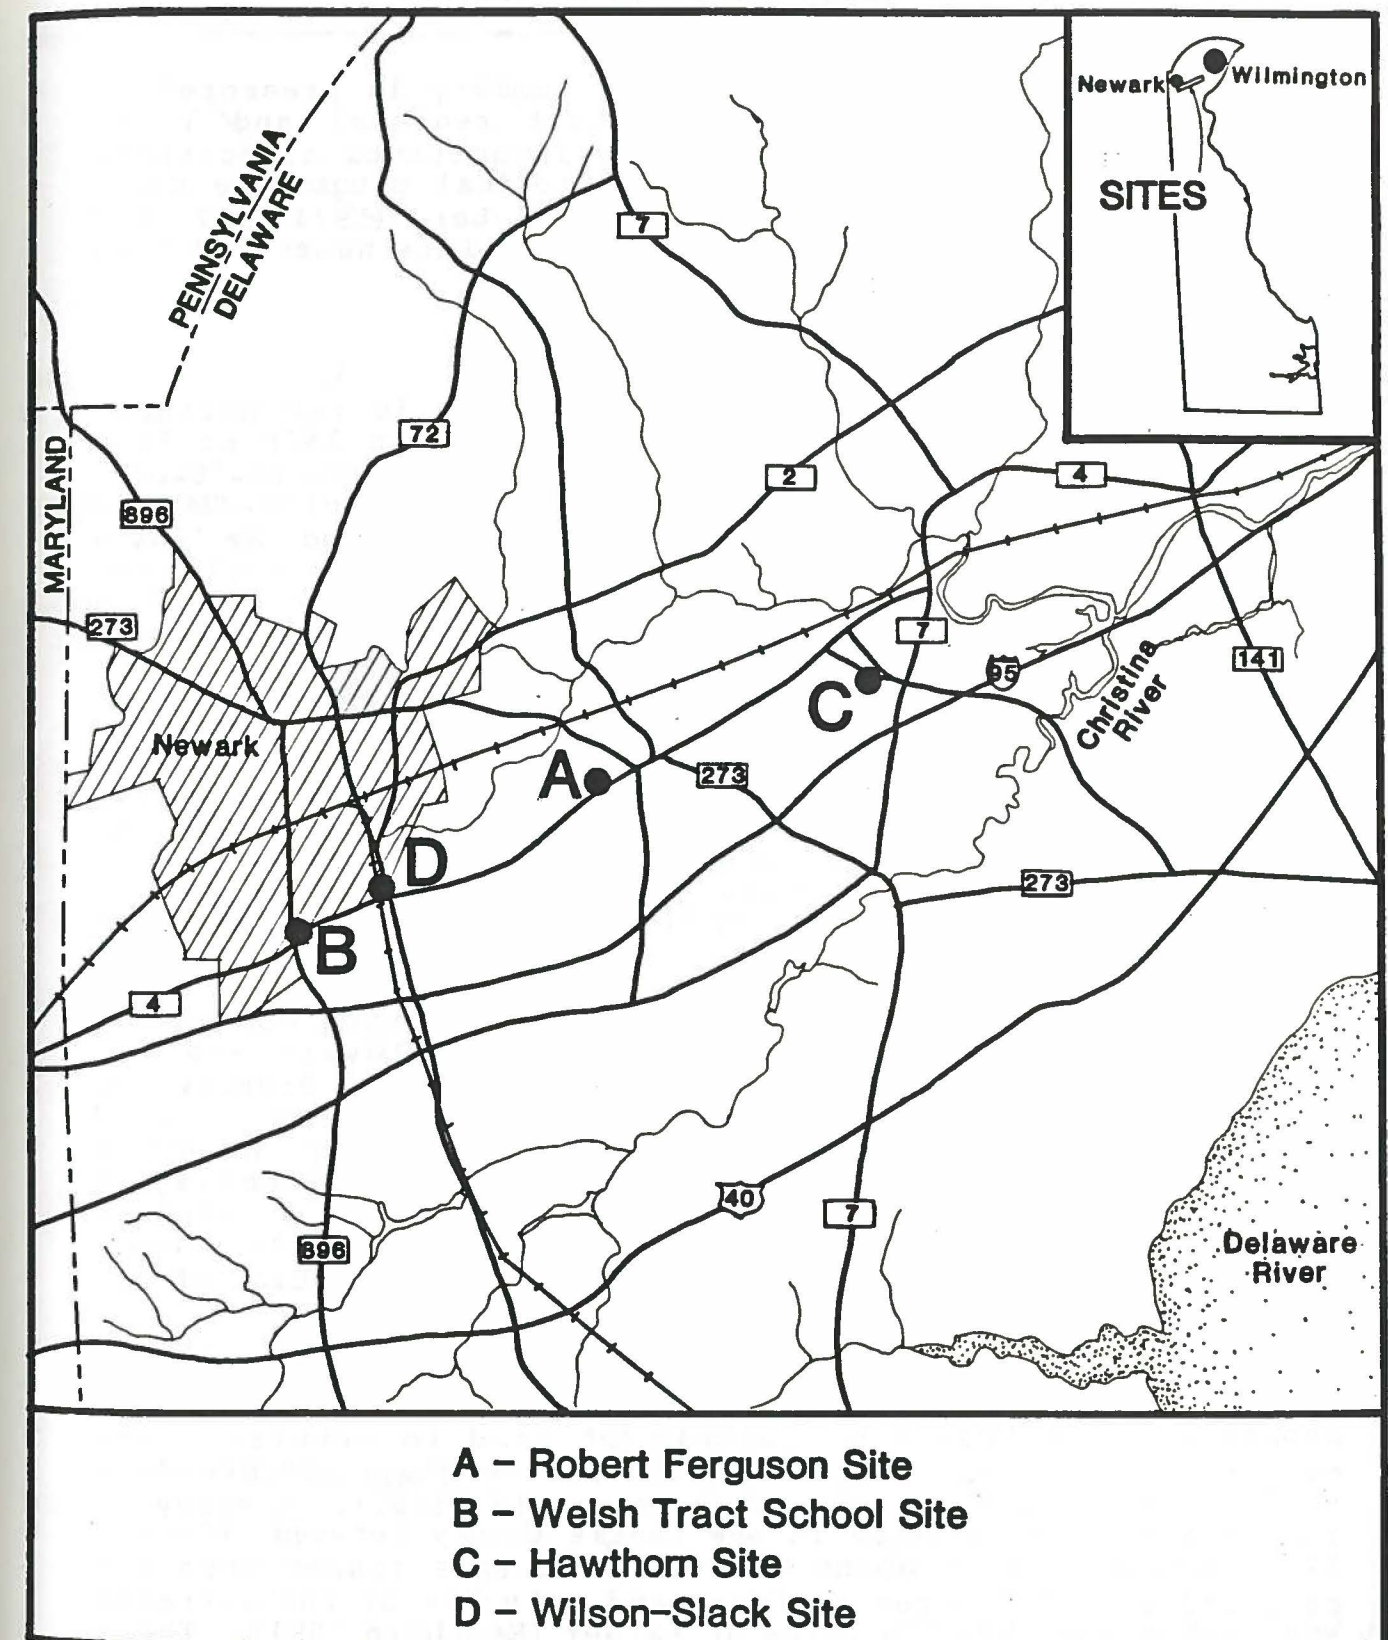 Newark
Wilmington
SITES
PENNSYLVANIA
DELAWARE
7
72
2
4
MARYLAND
896
273
7
95
141
Christina
River
C
Newark
A
273
D
273
B
4
40
7
896
Delaware
River
A – Robert Ferguson Site
B – Welsh Tract School Site
C – Hawthorn Site
D – Wilson–Slack Site